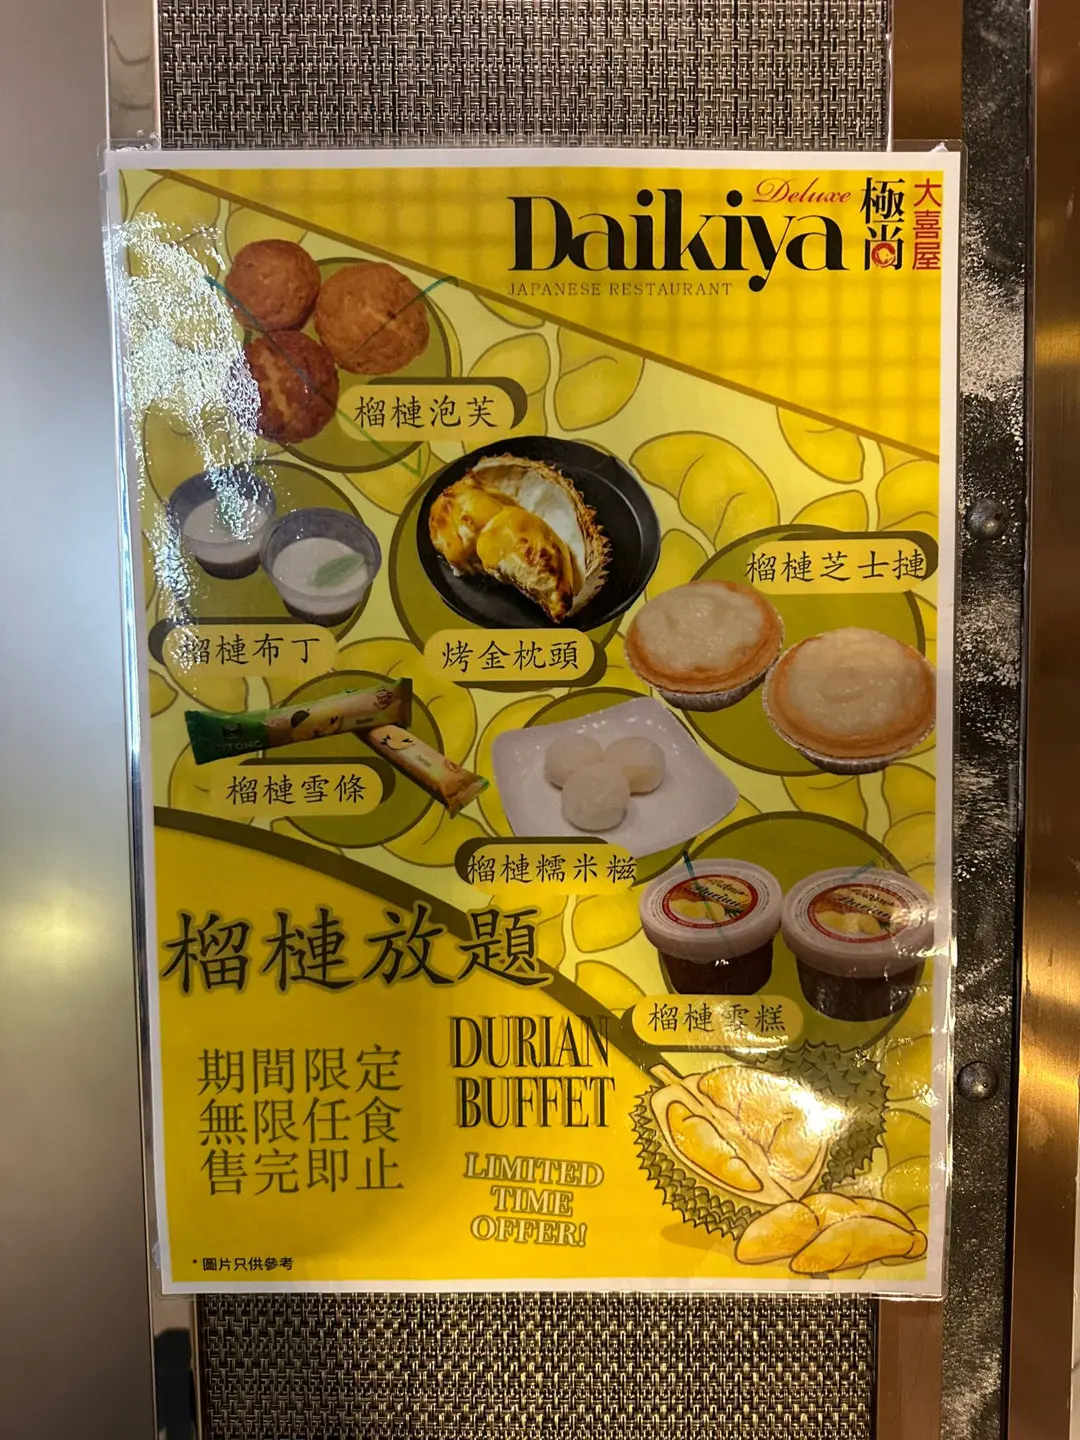 Deluxe
Daikiya
極尚
大喜屋
JAPANESE RESTAURANT
榴槤泡芙
榴槤芝士撻
榴槤布丁
烤金枕頭
榴槤雪條
榴槤糯米糍
榴槤雪糕
榴槤放題
DURIAN
BUFFET
期間限定
無限任食
售完即止
LIMITED
TIME
OFFER!
* 圖片只供參考